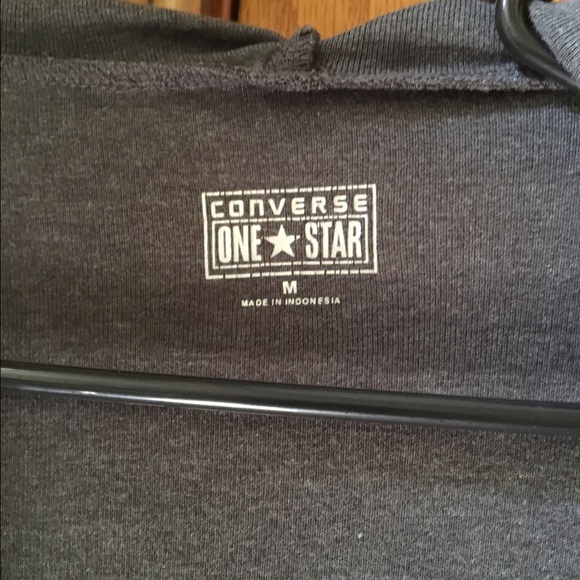 CONVERSE
ONE ★ STAR
M
MADE IN INDONESIA